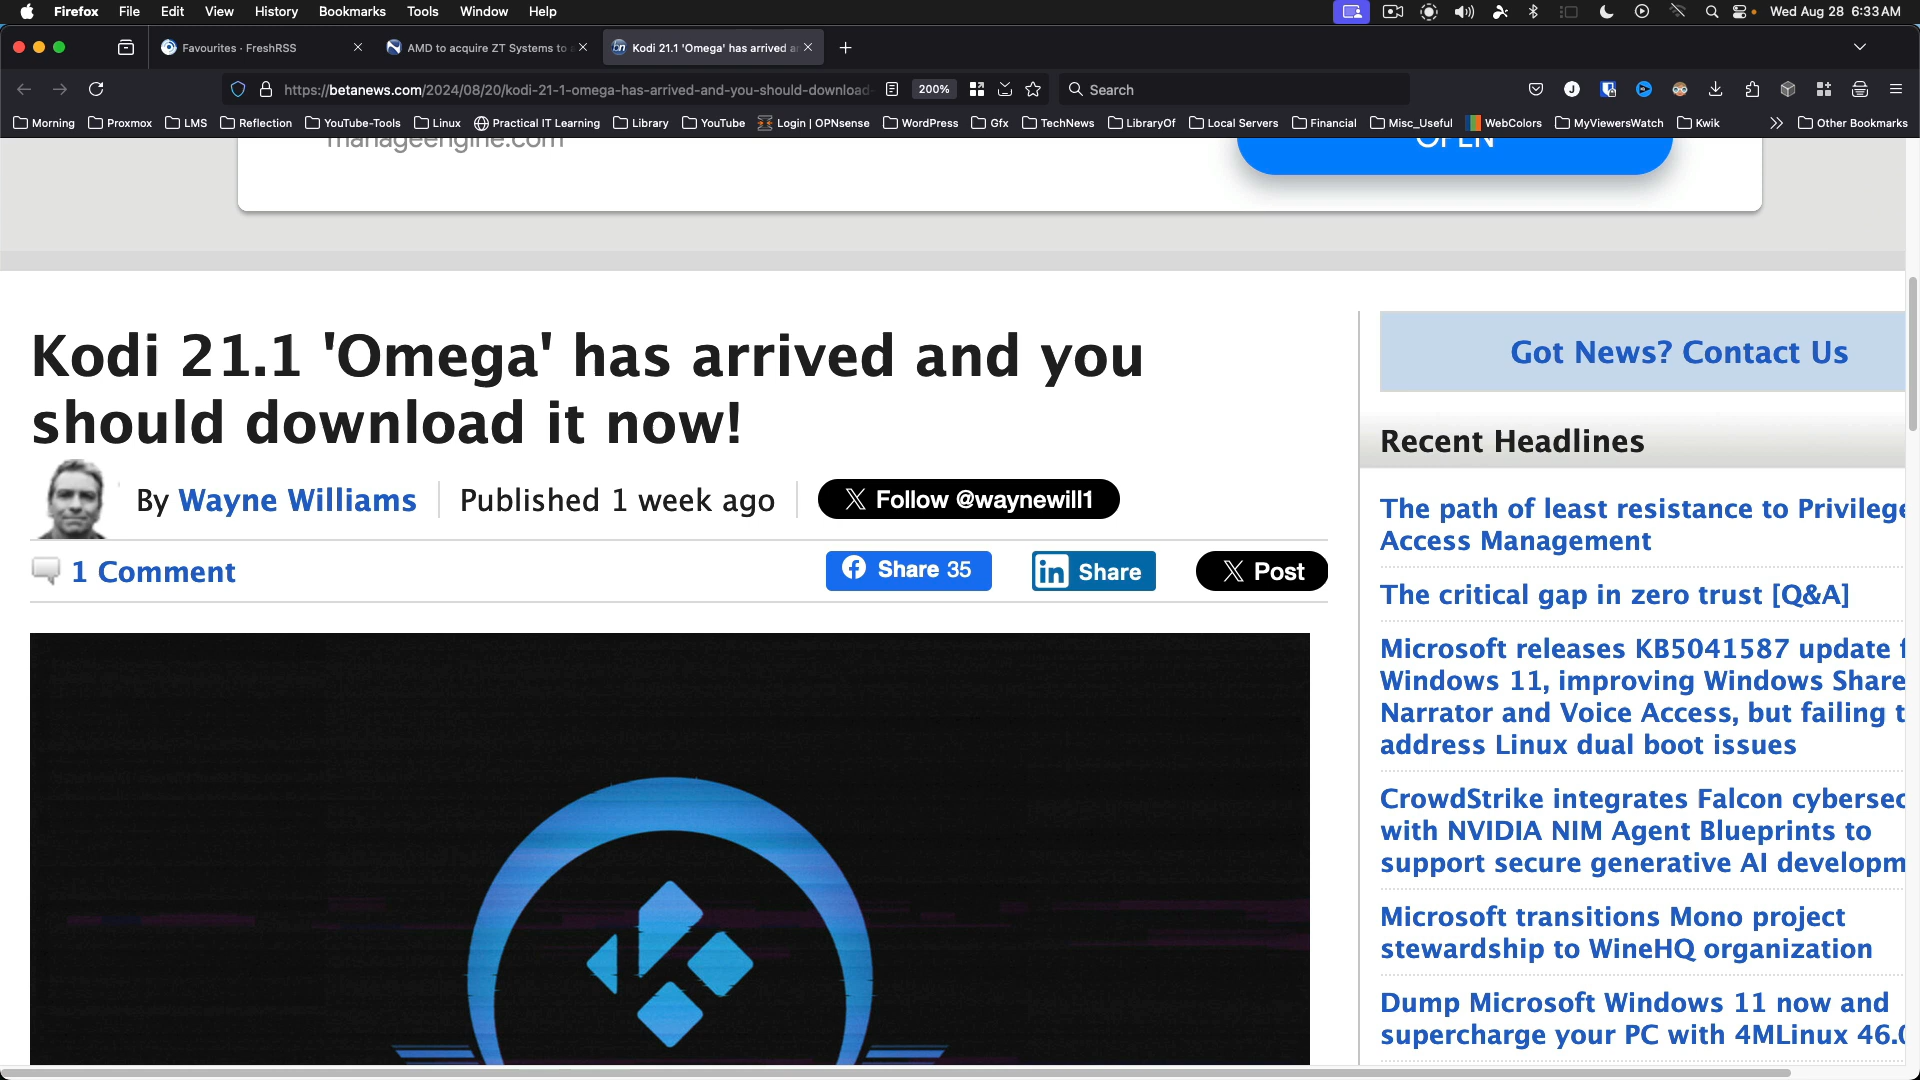 Firefox File Edit View History Bookmarks Tools Window Help Wed Aug 28 6:33 AM
Favourites · FreshRSS AMD to acquire ZT Systems to Kodi 21.1 'Omega' has arrived
https://betanews.com/2024/08/20/kodi-21-1-omega-has-arrived-and-you-should-download- 200% Search
Morning Proxmox LMS Reflection YouTube-Tools Linux Practical IT Learning Library YouTube Login | OPNsense WordPress Gfx TechNews LibraryOf Local Servers Financial Misc_Useful WebColors MyViewersWatch Kwik Other Bookmarks
manageengine.com
OPEN
Kodi 21.1 'Omega' has arrived and you
should download it now!
By Wayne Williams Published 1 week ago Follow @waynewill1
1 Comment Share 35 Share Post
Got News? Contact Us
Recent Headlines
The path of least resistance to Privilege
Access Management
The critical gap in zero trust [Q&A]
Microsoft releases KB5041587 update f
Windows 11, improving Windows Share
Narrator and Voice Access, but failing t
address Linux dual boot issues
CrowdStrike integrates Falcon cybersec
with NVIDIA NIM Agent Blueprints to
support secure generative AI developm
Microsoft transitions Mono project
stewardship to WineHQ organization
Dump Microsoft Windows 11 now and
supercharge your PC with 4MLinux 46.0